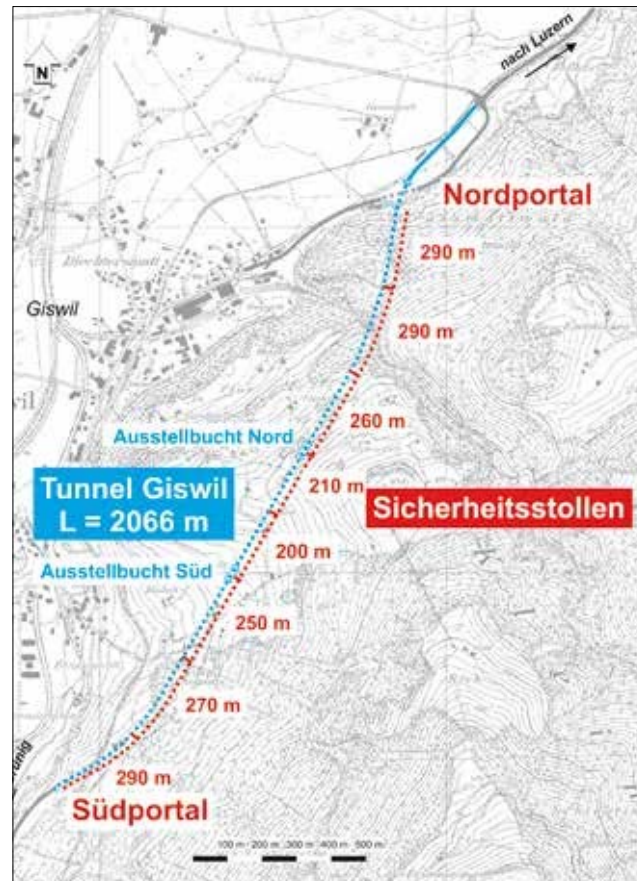 nach Luzern
N
Nordportal
290 m
Giswil
290 m
260 m
Ausstellbucht Nord
210 m
Tunnel Giswil
L = 2066 m
Sicherheitsstollen
200 m
Ausstellbucht Süd
250 m
270 m
290 m
Südportal
100 m 200 m 300 m 400 m 500 m